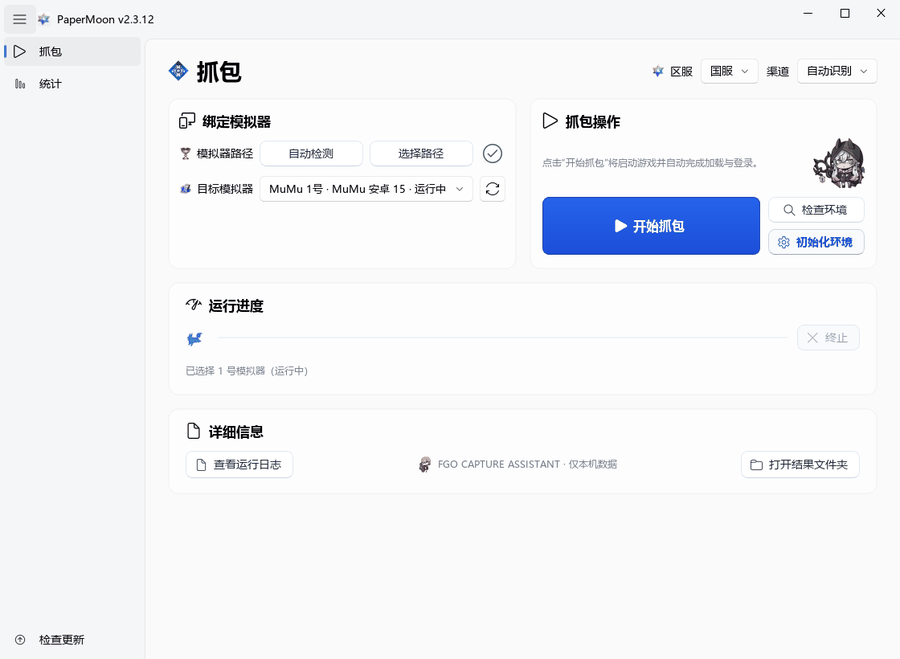 PaperMoon v2.3.12
抓包
统计
抓包
区服
国服
渠道
自动识别
绑定模拟器
模拟器路径
自动检测
选择路径
目标模拟器
MuMu 1号 · MuMu 安卓 15 · 运行中
抓包操作
点击"开始抓包"将启动游戏并自动完成加载与登录。
开始抓包
检查环境
初始化环境
运行进度
终止
已选择 1 号模拟器（运行中）
详细信息
查看运行日志
FGO CAPTURE ASSISTANT · 仅本机数据
打开结果文件夹
检查更新